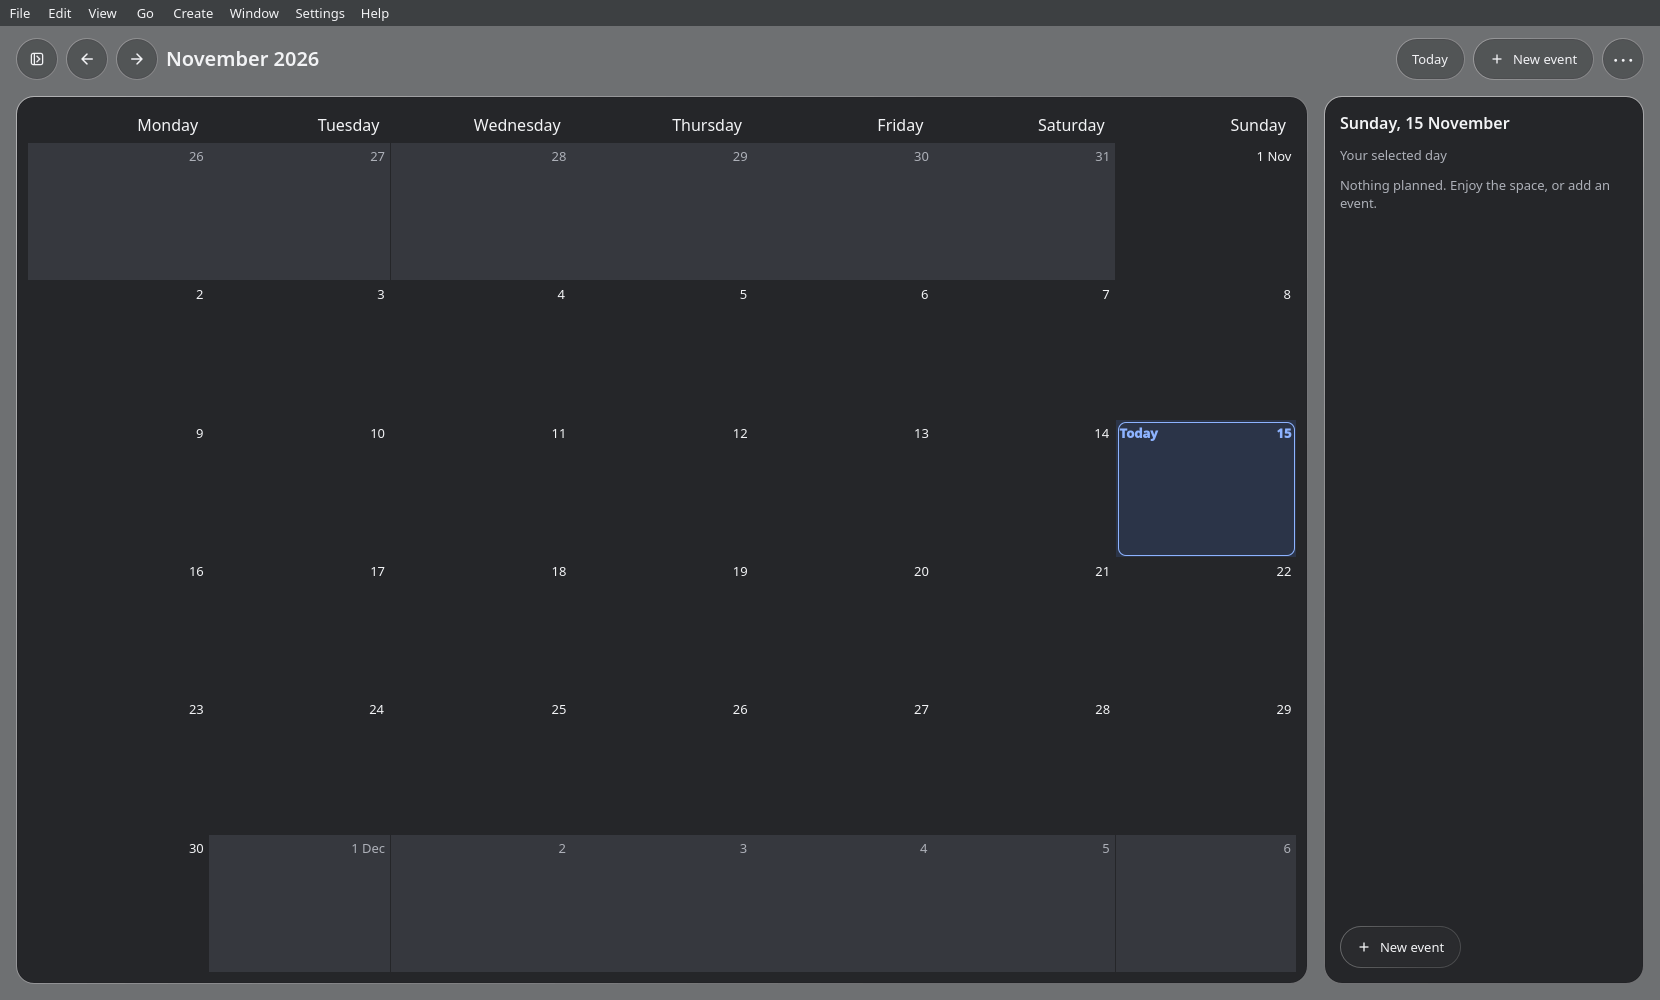 File Edit View Go Create Window Settings Help
November 2026
Today
New event
Monday Tuesday Wednesday Thursday Friday Saturday Sunday
26 27 28 29 30 31 1 Nov
2 3 4 5 6 7 8
9 10 11 12 13 14 Today 15
16 17 18 19 20 21 22
23 24 25 26 27 28 29
30 1 Dec 2 3 4 5 6
Sunday, 15 November
Your selected day
Nothing planned. Enjoy the space, or add an
event.
New event